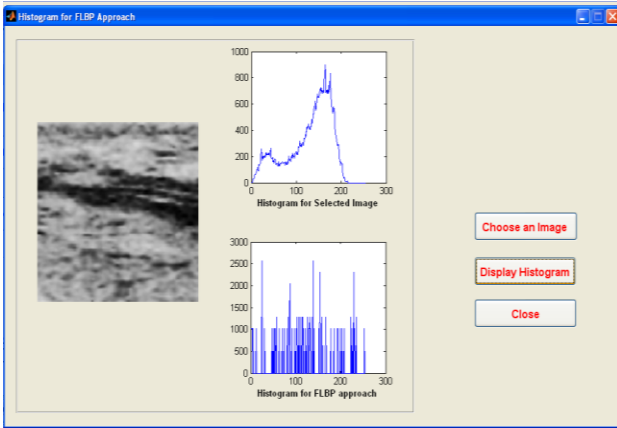 Histogram for FLBP Approach
1000
800
600
400
200
0
0 100 200 300
Histogram for Selected Image
3000
2500
2000
1500
1000
500
0
0 100 200 300
Histogram for FLBP approach
Choose an Image
Display Histogram
Close